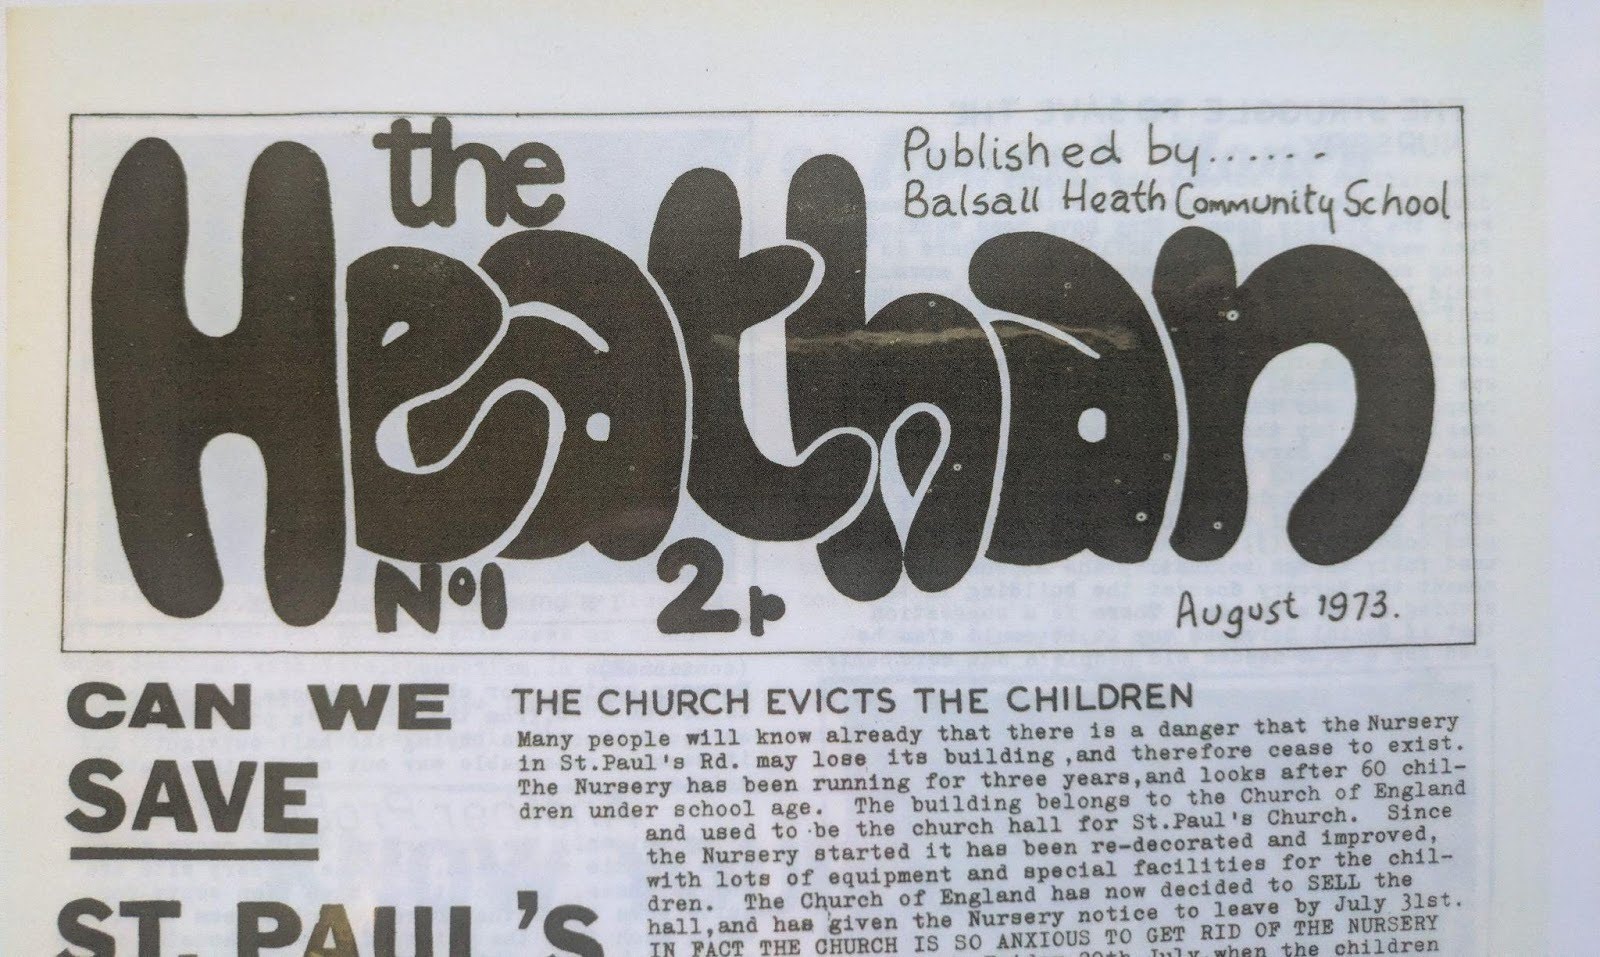 the
Heathan
Published by......-
Balsall Heath Community School
No1
2p
August 1973.
CAN WE
SAVE
ST. PAUL'S
THE CHURCH EVICTS THE CHILDREN
Many people will know already that there is a danger that the Nursery
in St.Paul's Rd. may lose its building ,and therefore cease to exist.
The Nursery has been running for three years,and looks after 60 chil-
dren under school age. The building belongs to the Church of England
and used to be the church hall for St.Paul's Church. Since
the Nursery started it has been re-decorated and improved,
with lots of equipment and special facilities for the chil-
dren. The Church of England has now decided to SELL the
hall,and has given the Nursery notice to leave by July 31st.
IN FACT THE CHURCH IS SO ANXIOUS TO GET RID OF THE NURSERY
July when the children